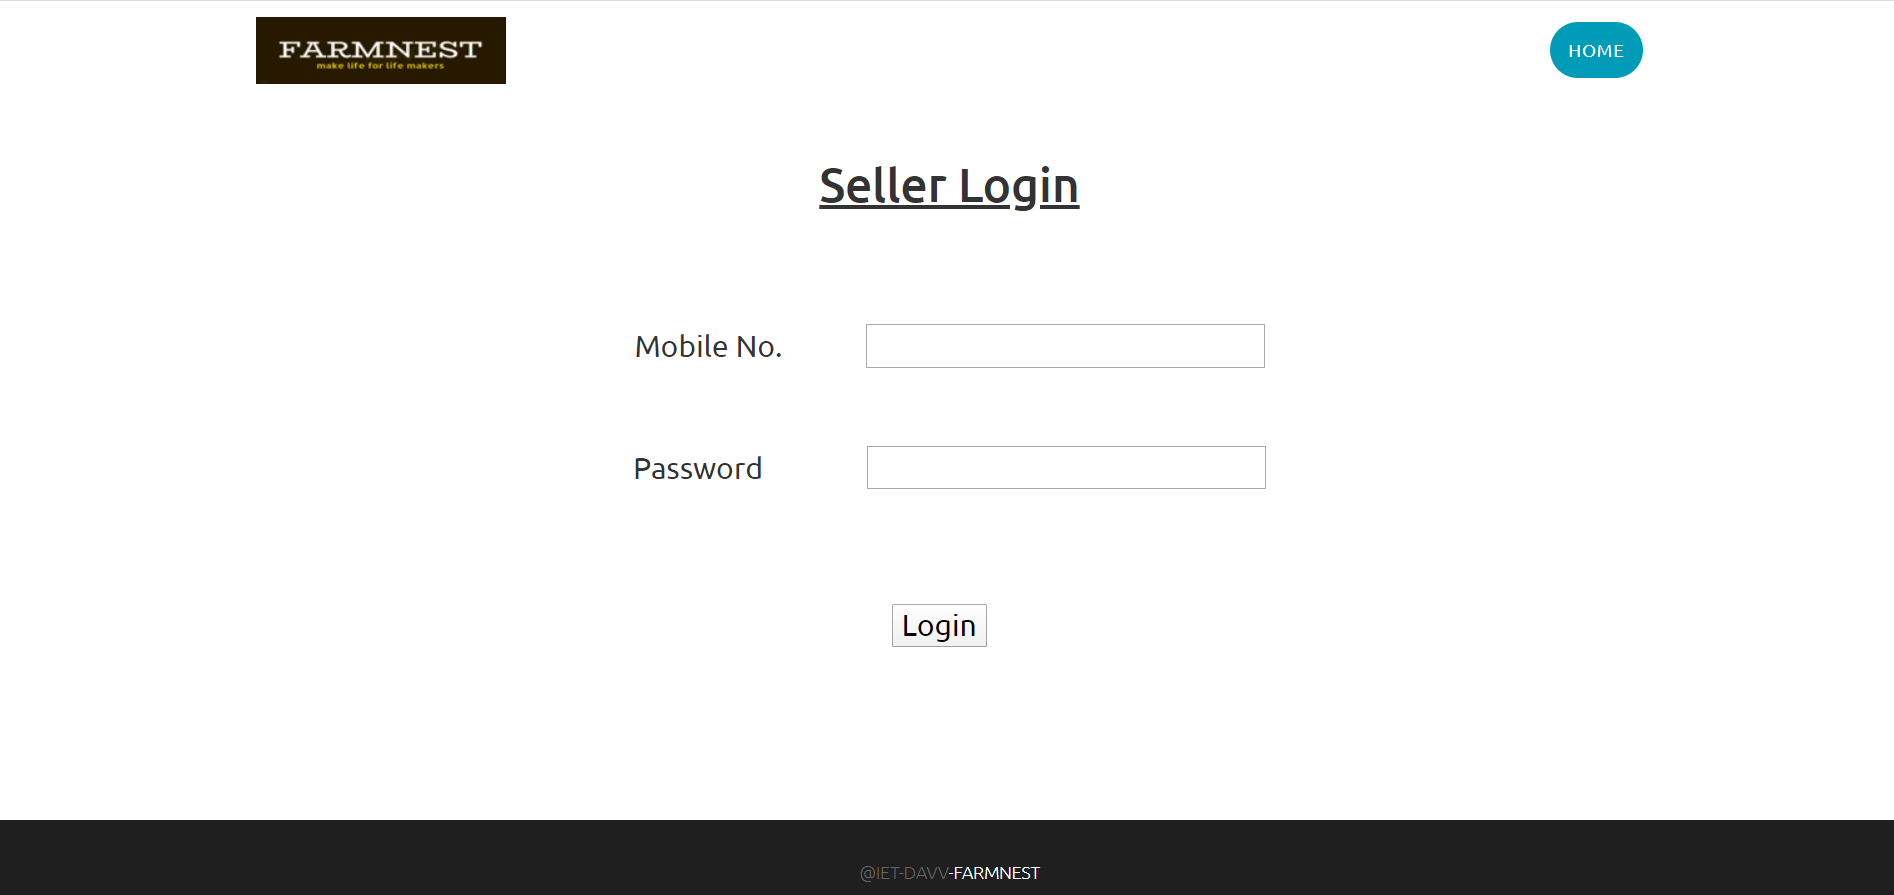 FARMNEST
make life for life makers
HOME
Seller Login
Mobile No.
Password
Login
@IET-DAVV-FARMNEST